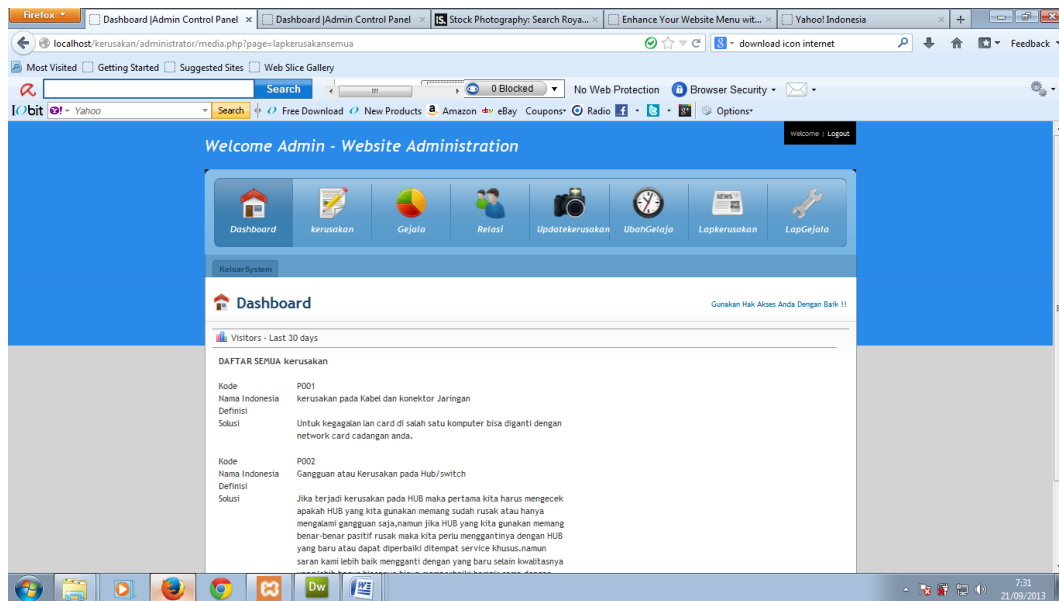 Firefox
Dashboard |Admin Control Panel
Dashboard |Admin Control Panel
iS. Stock Photography: Search Roya...
Enhance Your Website Menu wit...
Yahoo! Indonesia
localhost/kerusakan/administrator/media.php?page=lapkerusakansemua
download icon internet
Feedback
Most Visited Getting Started Suggested Sites Web Slice Gallery
Search 0 Blocked No Web Protection Browser Security
IObit Yahoo Search Free Download New Products Amazon eBay Coupons Radio Options
Welcome Admin - Website Administration
Welcome | Logout
Dashboard kerusakan Gejala Relasi Updatekerusakan UbahGelaja Lapkerusakan LapGejala
NEWS
KeluarSystem
Dashboard
Gunakan Hak Akses Anda Dengan Baik !!
Visitors - Last 30 days
DAFTAR SEMUA kerusakan
Kode P001
Nama Indonesia kerusakan pada Kabel dan konektor Jaringan
Definisi
Solusi Untuk kegagalan lan card di salah satu komputer bisa diganti dengan
network card cadangan anda.
Kode P002
Nama Indonesia Gangguan atau Kerusakan pada Hub/switch
Definisi
Solusi Jika terjadi kerusakan pada HUB maka pertama kita harus mengecek
apakah HUB yang kita gunakan memang sudah rusak atau hanya
mengalami gangguan saja,namun jika HUB yang kita gunakan memang
benar-benar pasitif rusak maka kita perlu menggantinya dengan HUB
yang baru atau dapat diperbaiki ditempat service khusus.namun
saran kami lebih baik mengganti dengan yang baru selain kwalitasnya
Dw
7:31
21/09/2013